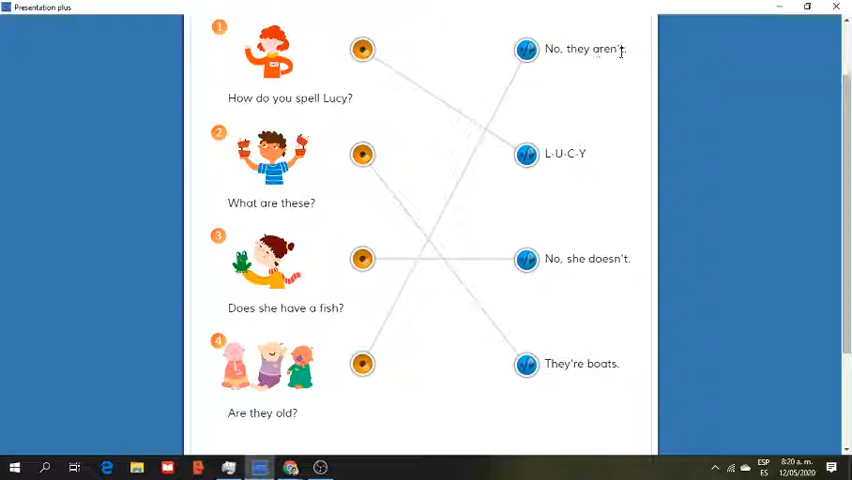 Presentation plus
1
No, they aren't.
How do you spell Lucy?
2
L-U-C-Y
What are these?
3
No, she doesn't.
Does she have a fish?
4
They're boats.
Are they old?
ESP
ES
8:20 a. m.
12/05/2020